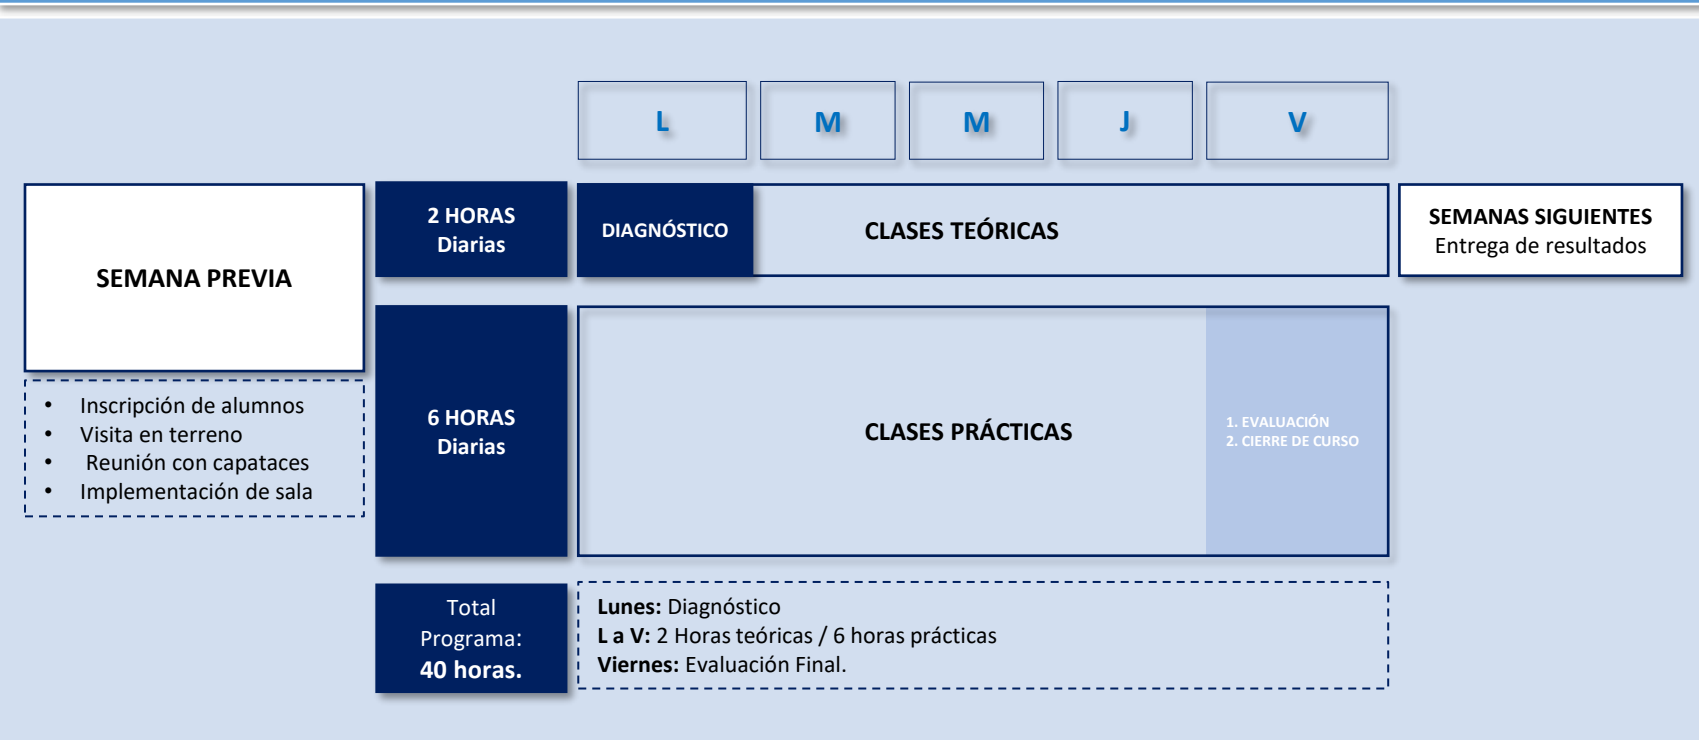 L
M
M
J
V
SEMANA PREVIA
• Inscripción de alumnos
• Visita en terreno
• Reunión con capataces
• Implementación de sala
2 HORAS
Diarias
DIAGNÓSTICO
CLASES TEÓRICAS
SEMANAS SIGUIENTES
Entrega de resultados
6 HORAS
Diarias
CLASES PRÁCTICAS
1. EVALUACIÓN
2. CIERRE DE CURSO
Total
Programa:
40 horas.
Lunes: Diagnóstico
L a V: 2 Horas teóricas / 6 horas prácticas
Viernes: Evaluación Final.